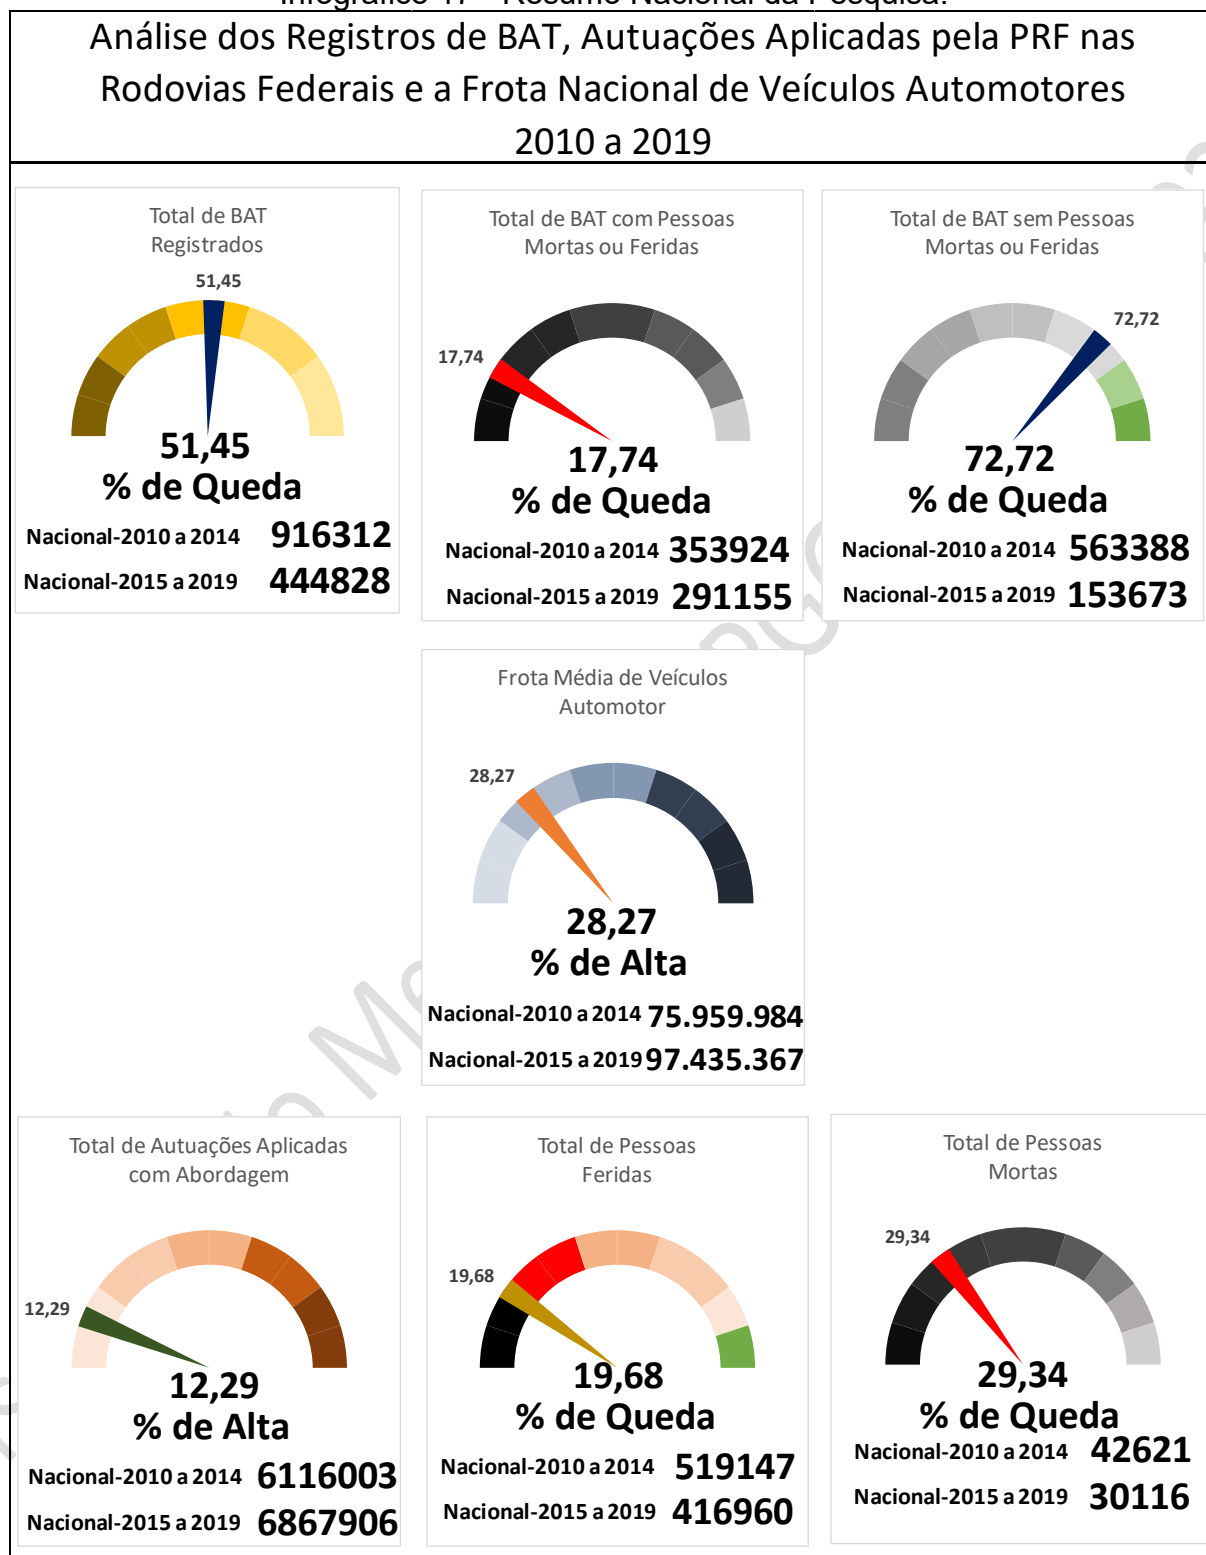 Infográfico 47 – Resumo Nacional da Pesquisa.
Análise dos Registros de BAT, Autuações Aplicadas pela PRF nas
Rodovias Federais e a Frota Nacional de Veículos Automotores
2010 a 2019
Total de BAT
Registrados
51,45
51,45
% de Queda
Nacional-2010 a 2014 916312
Nacional-2015 a 2019 444828
Total de BAT com Pessoas
Mortas ou Feridas
17,74
17,74
% de Queda
Nacional-2010 a 2014 353924
Nacional-2015 a 2019 291155
Total de BAT sem Pessoas
Mortas ou Feridas
72,72
72,72
% de Queda
Nacional-2010 a 2014 563388
Nacional-2015 a 2019 153673
Frota Média de Veículos
Automotor
28,27
28,27
% de Alta
Nacional-2010 a 2014 75.959.984
Nacional-2015 a 2019 97.435.367
Total de Autuações Aplicadas
com Abordagem
12,29
12,29
% de Alta
Nacional-2010 a 2014 6116003
Nacional-2015 a 2019 6867906
Total de Pessoas
Feridas
19,68
19,68
% de Queda
Nacional-2010 a 2014 519147
Nacional-2015 a 2019 416960
Total de Pessoas
Mortas
29,34
29,34
% de Queda
Nacional-2010 a 2014 42621
Nacional-2015 a 2019 30116